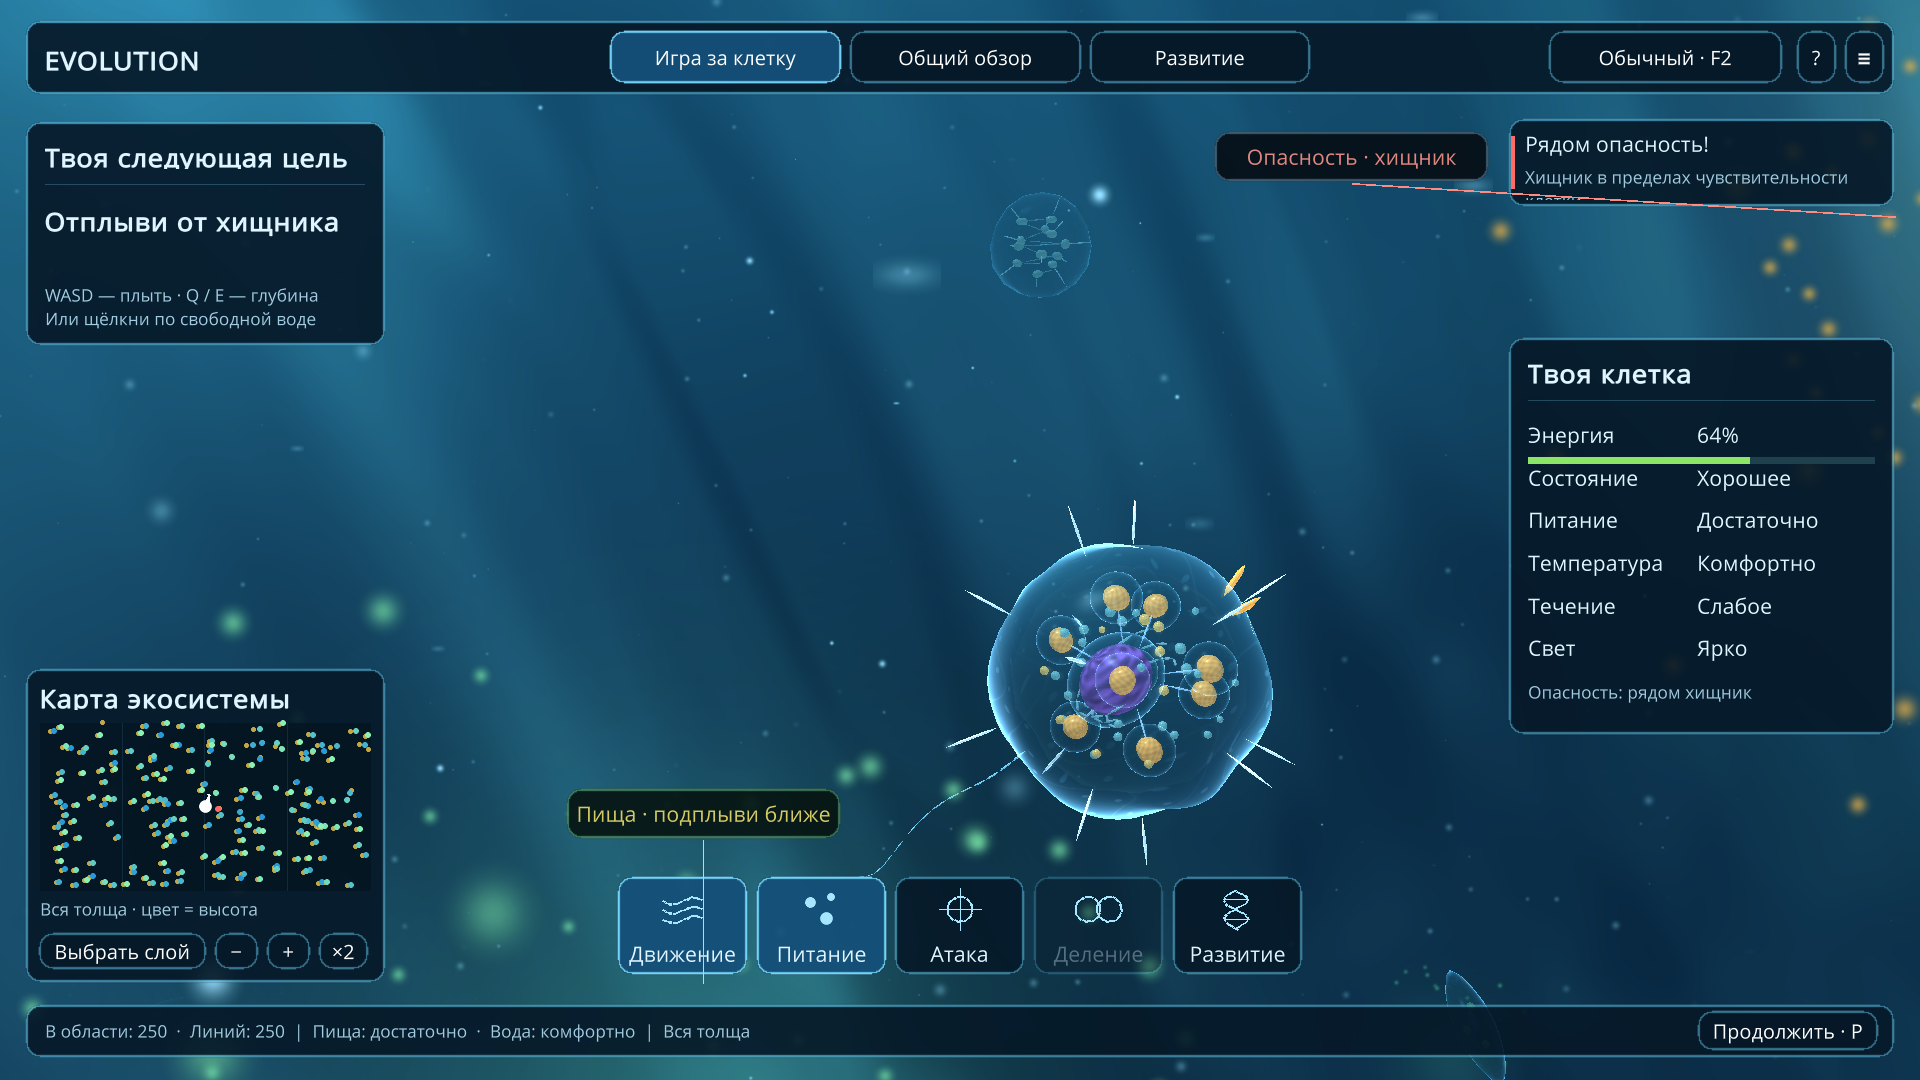 EVOLUTION
Игра за клетку
Общий обзор
Развитие
Обычный · F2
?
≡
Твоя следующая цель
Отплыви от хищника
WASD — плыть · Q / E — глубина
Или щёлкни по свободной воде
Опасность · хищник
Рядом опасность!
Хищник в пределах чувствительности
Твоя клетка
Энергия 64%
Состояние Хорошее
Питание Достаточно
Температура Комфортно
Течение Слабое
Свет Ярко
Опасность: рядом хищник
Карта экосистемы
Вся толща · цвет = высота
Выбрать слой
−
+
×2
Пища · подплыви ближе
Движение
Питание
Атака
Деление
Развитие
В области: 250 · Линий: 250 | Пища: достаточно · Вода: комфортно | Вся толща
Продолжить · P